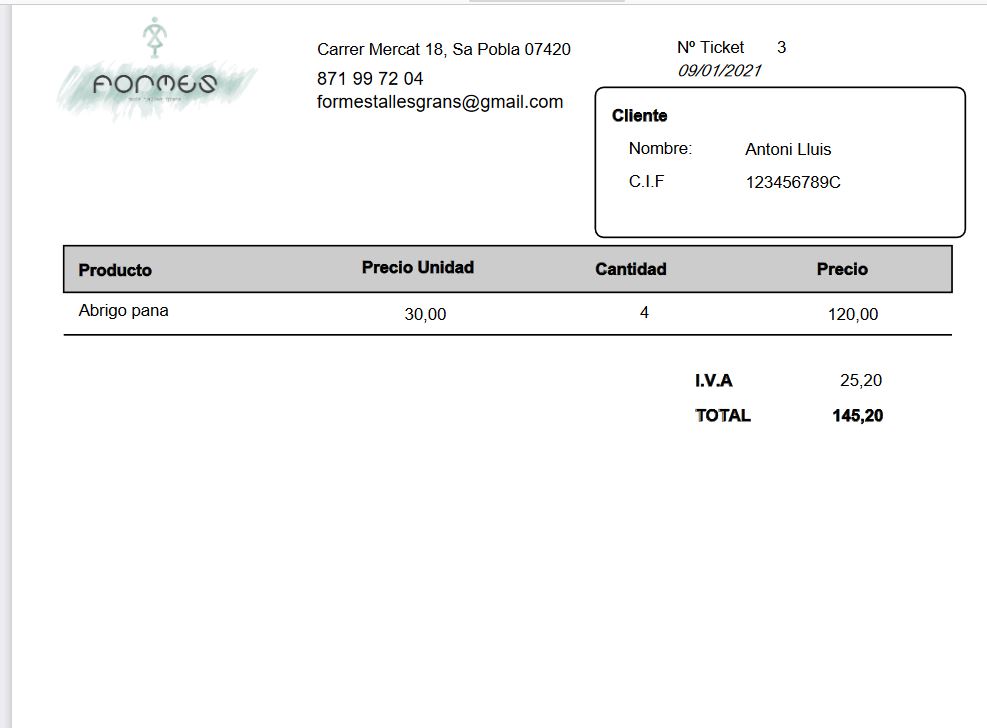 FORMES
Carrer Mercat 18, Sa Pobla 07420
871 99 72 04
formestallesgrans@gmail.com
Nº Ticket 3
09/01/2021
Cliente
Nombre: Antoni Lluis
C.I.F 123456789C
Producto Precio Unidad Cantidad Precio
Abrigo pana 30,00 4 120,00
I.V.A 25,20
TOTAL 145,20